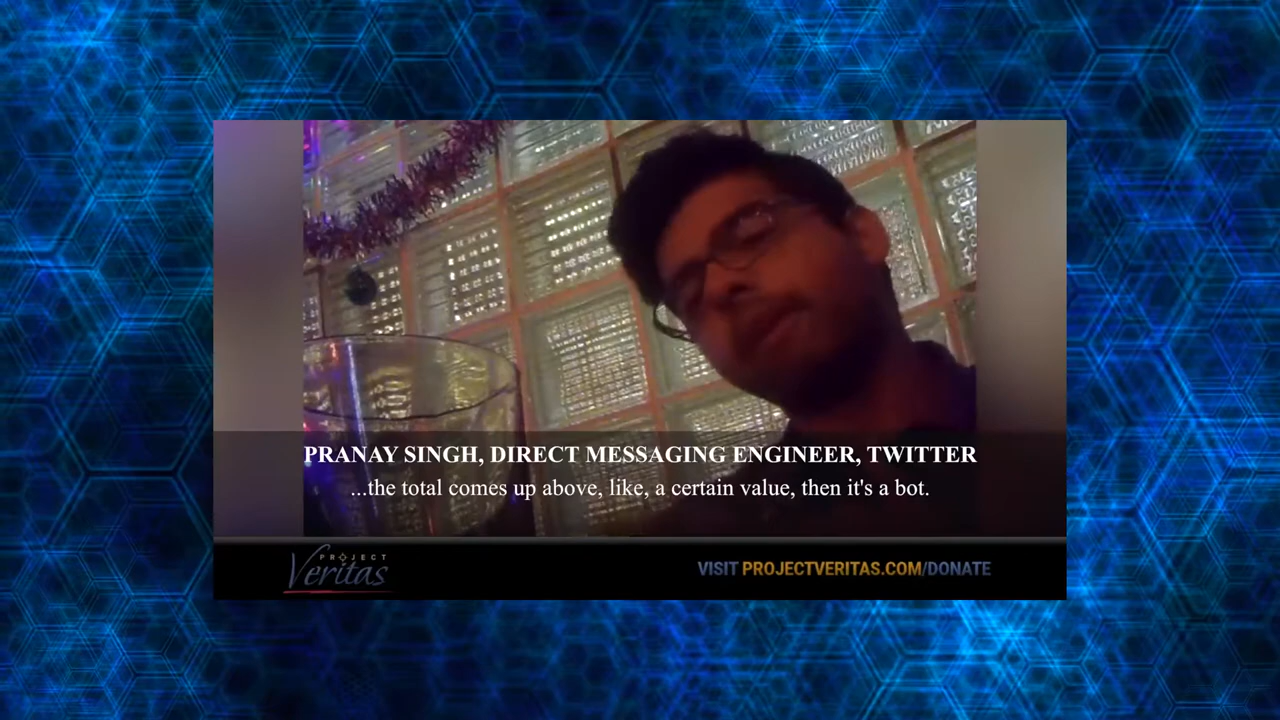 PRANAY SINGH, DIRECT MESSAGING ENGINEER, TWITTER
...the total comes up above, like, a certain value, then it's a bot.
PROJECT
Veritas
VISIT PROJECTVERITAS.COM/DONATE